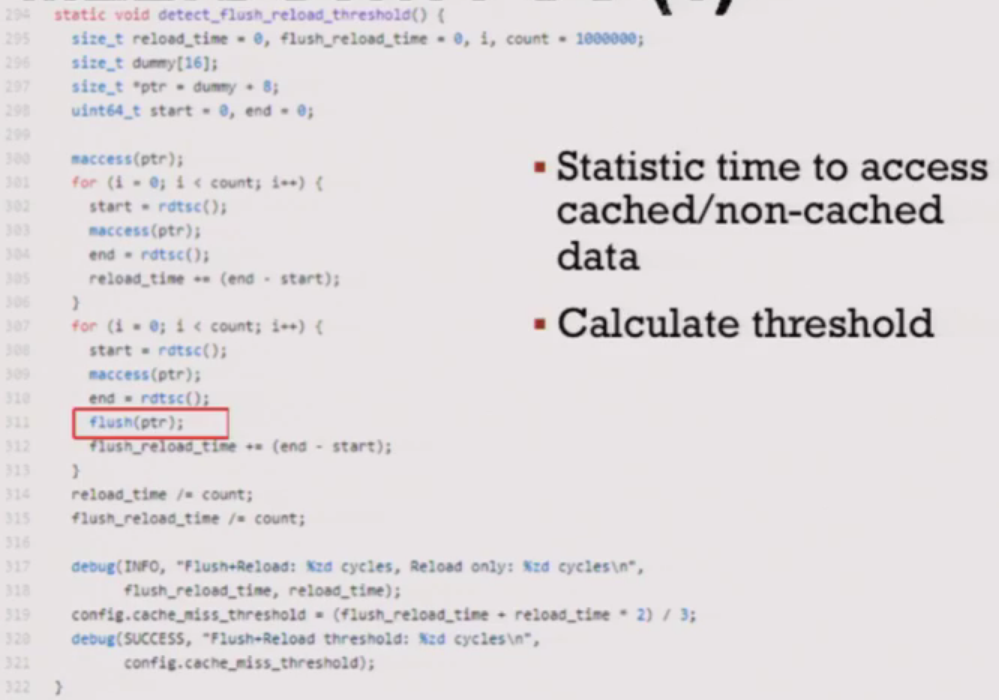 294 static void detect_flush_reload_threshold() {
295 size_t reload_time = 0, flush_reload_time = 0, i, count = 1000000;
296 size_t dummy[16];
297 size_t *ptr = dummy + 8;
298 uint64_t start = 0, end = 0;
299
300 maccess(ptr);
301 for (i = 0; i < count; i++) {
302 start = rdtsc();
303 maccess(ptr);
304 end = rdtsc();
305 reload_time += (end - start);
306 }
307 for (i = 0; i < count; i++) {
308 start = rdtsc();
309 maccess(ptr);
310 end = rdtsc();
311 flush(ptr);
312 flush_reload_time += (end - start);
313 }
314 reload_time /= count;
315 flush_reload_time /= count;
316
317 debug(INFO, "Flush+Reload: %zd cycles, Reload only: %zd cycles\n",
318 flush_reload_time, reload_time);
319 config.cache_miss_threshold = (flush_reload_time + reload_time * 2) / 3;
320 debug(SUCCESS, "Flush+Reload threshold: %zd cycles\n",
321 config.cache_miss_threshold);
322 }
▪ Statistic time to access
cached/non-cached
data
▪ Calculate threshold